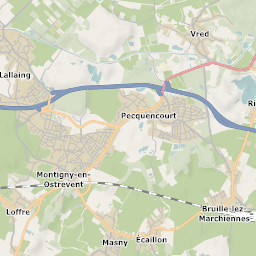 Vred
Lallaing
Ri
Pecquencourt
Montigny-en-
Ostrevent
Loffre
Bruille-lez-
Marchiennes
Écaillon
Masny